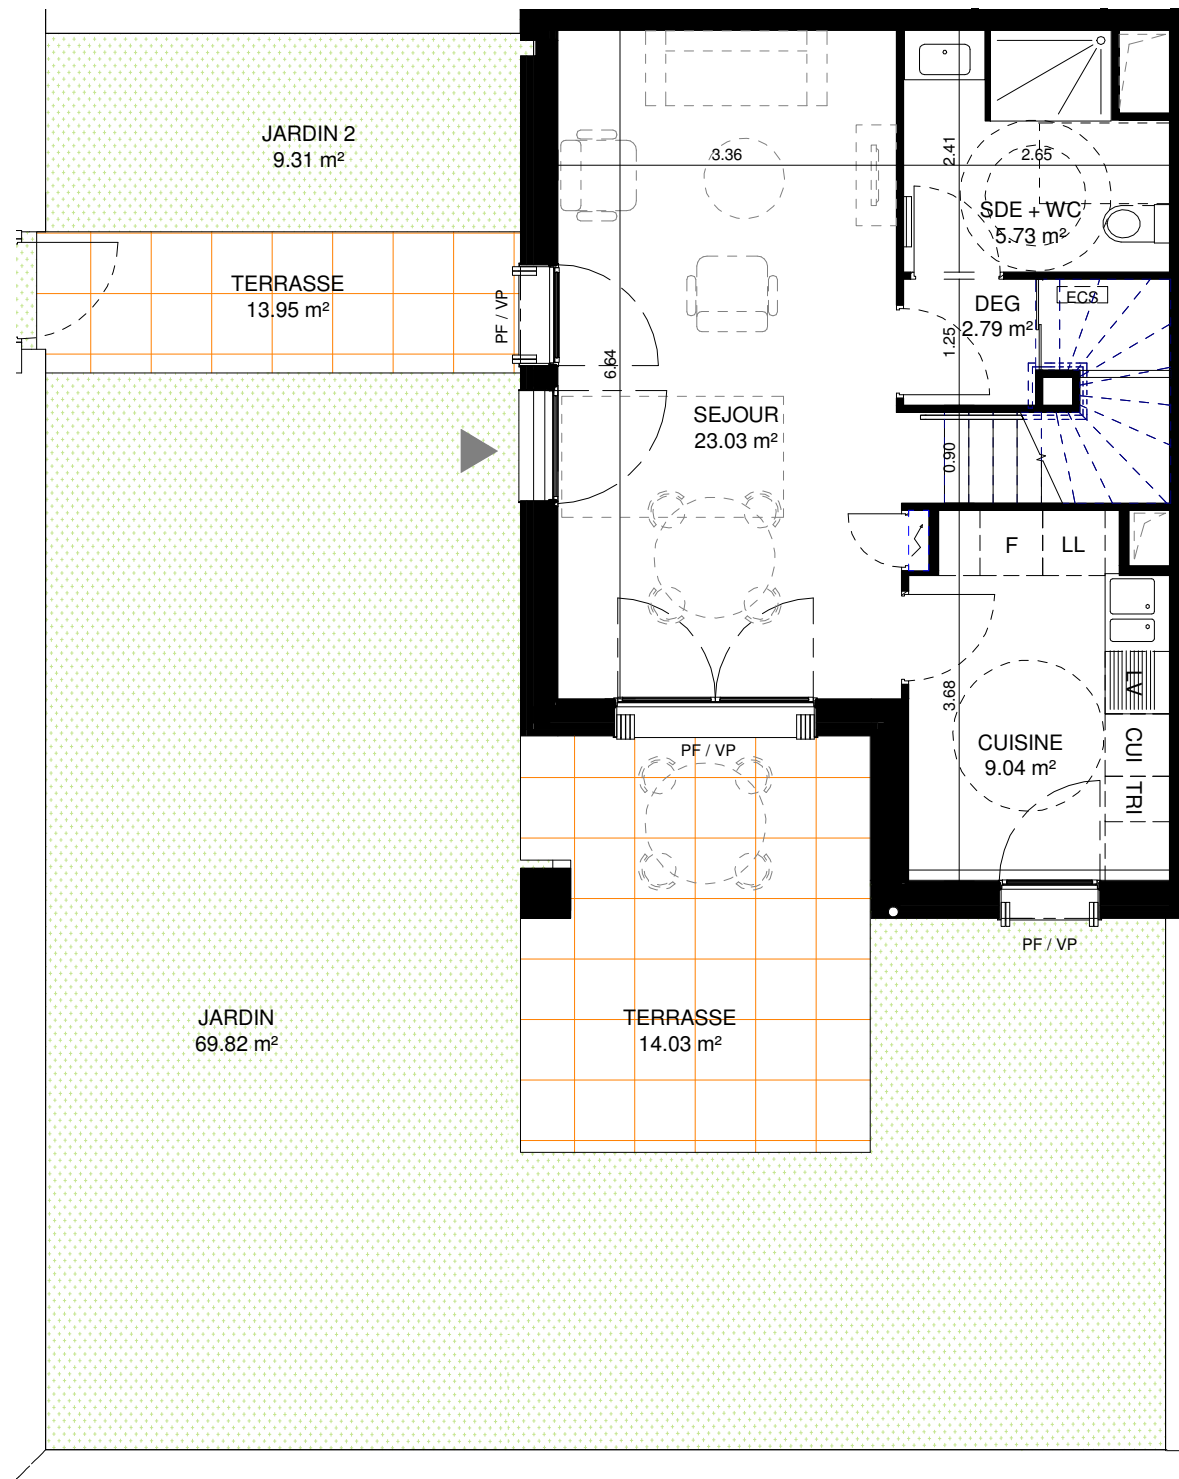 JARDIN 2
9.31 m²
3.36
2.41
2.65
SDE + WC
5.73 m²
TERRASSE
13.95 m²
PF / VP
DEG
2.79 m²
ECS
1.25
6.64
SEJOUR
23.03 m²
0.90
F
LL
LV
3.68
CUISINE
9.04 m²
CUI
TRI
PF / VP
PF / VP
JARDIN
69.82 m²
TERRASSE
14.03 m²